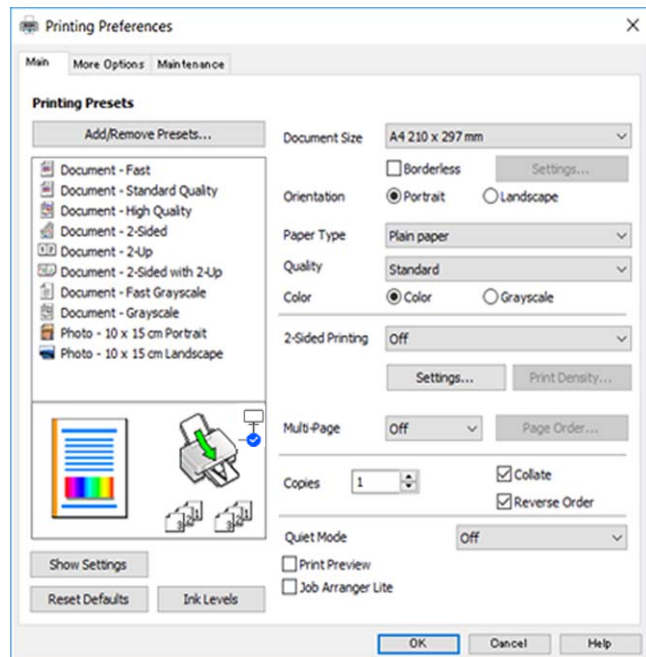 Printing Preferences
Main More Options Maintenance
Printing Presets
Add/Remove Presets...
Document - Fast
Document - Standard Quality
Document - High Quality
Document - 2-Sided
Document - 2-Up
Document - 2-Sided with 2-Up
Document - Fast Grayscale
Document - Grayscale
Photo - 10 x 15 cm Portrait
Photo - 10 x 15 cm Landscape
Show Settings
Reset Defaults Ink Levels
Document Size A4 210 x 297 mm
Borderless Settings...
Orientation Portrait Landscape
Paper Type Plain paper
Quality Standard
Color Color Grayscale
2-Sided Printing Off
Settings... Print Density...
Multi-Page Off Page Order...
Copies 1 Collate
Reverse Order
Quiet Mode Off
Print Preview
Job Arranger Lite
OK Cancel Help